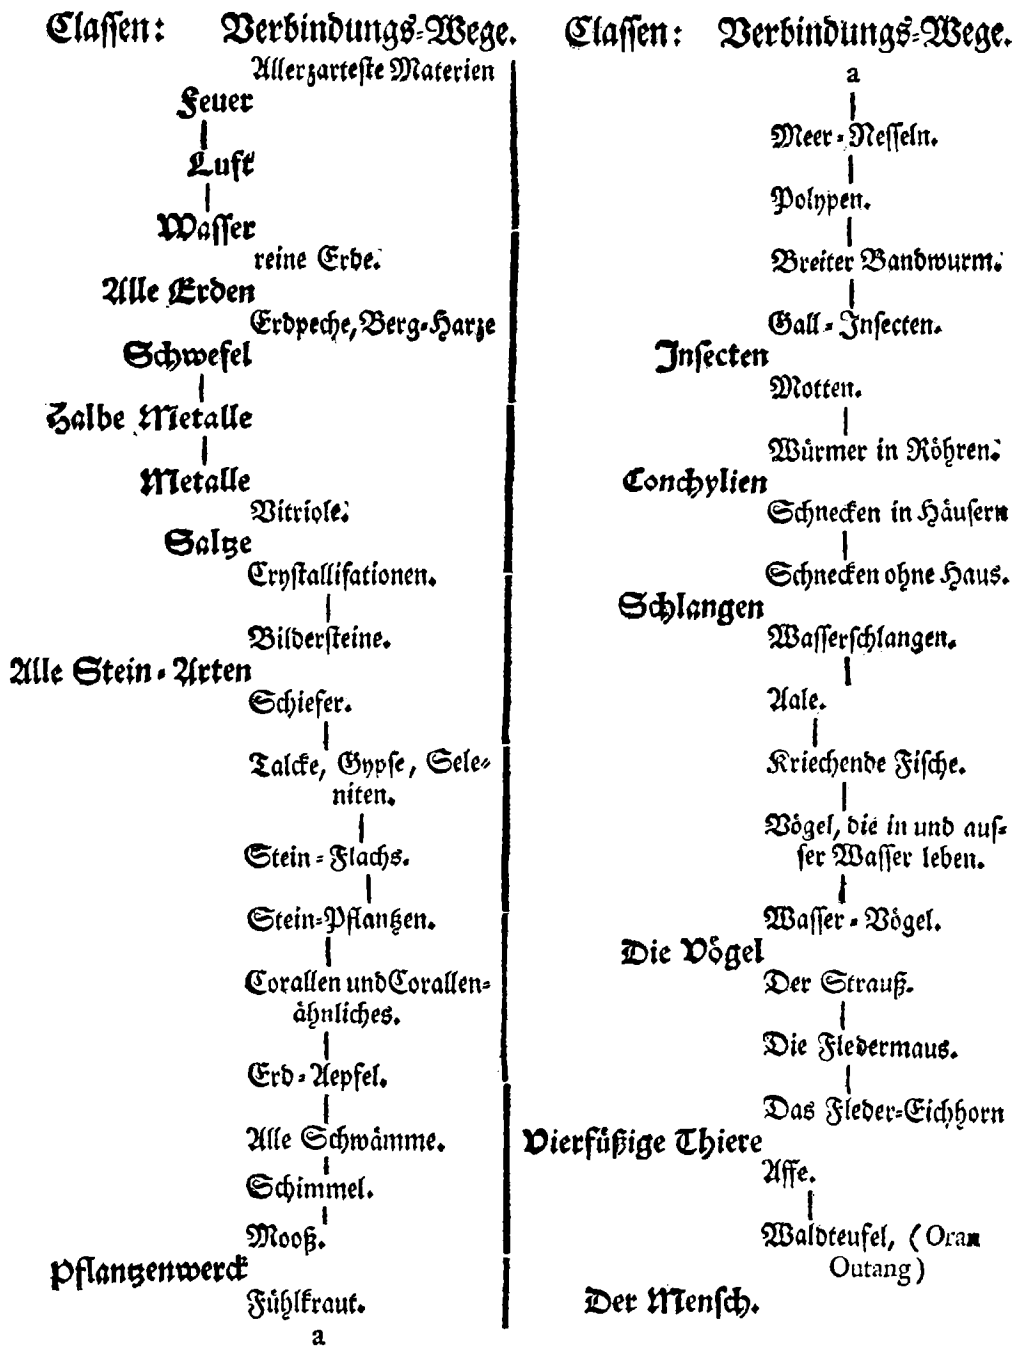 Classen: Verbindungs-Wege.
Allerzarteste Materien
Feuer
Luft
Wasser
reine Erde.
Alle Erden
Erdpeche, Berg-Harze
Schwefel
Halbe Metalle
Metalle
Vitriole.
Saltze
Crystallisationen.
Bildersteine.
Alle Stein-Arten
Schiefer.
Talcke, Gypse, Sele-
niten.
Stein-Flachs.
Stein-Pflantzen.
Corallen und Corallen-
ähnliches.
Erd-Aepfel.
Alle Schwämme.
Schimmel.
Mooß.
Pflantzenwerck
Fühlkraut.
a
Classen: Verbindungs-Wege.
a
Meer-Nesseln.
Polypen.
Breiter Bandwurm.
Gall-Insecten.
Insecten
Motten.
Würmer in Röhren.
Conchylien
Schnecken in Häusern
Schnecken ohne Haus.
Schlangen
Wasserschlangen.
Aale.
Kriechende Fische.
Vögel, die in und aus-
ser Wasser leben.
Wasser-Vögel.
Die Vögel
Der Strauß.
Die Fledermaus.
Das Fleder-Eichhorn
Vierfüßige Thiere
Affe.
Waldteufel, (Oran
Outang)
Der Mensch.